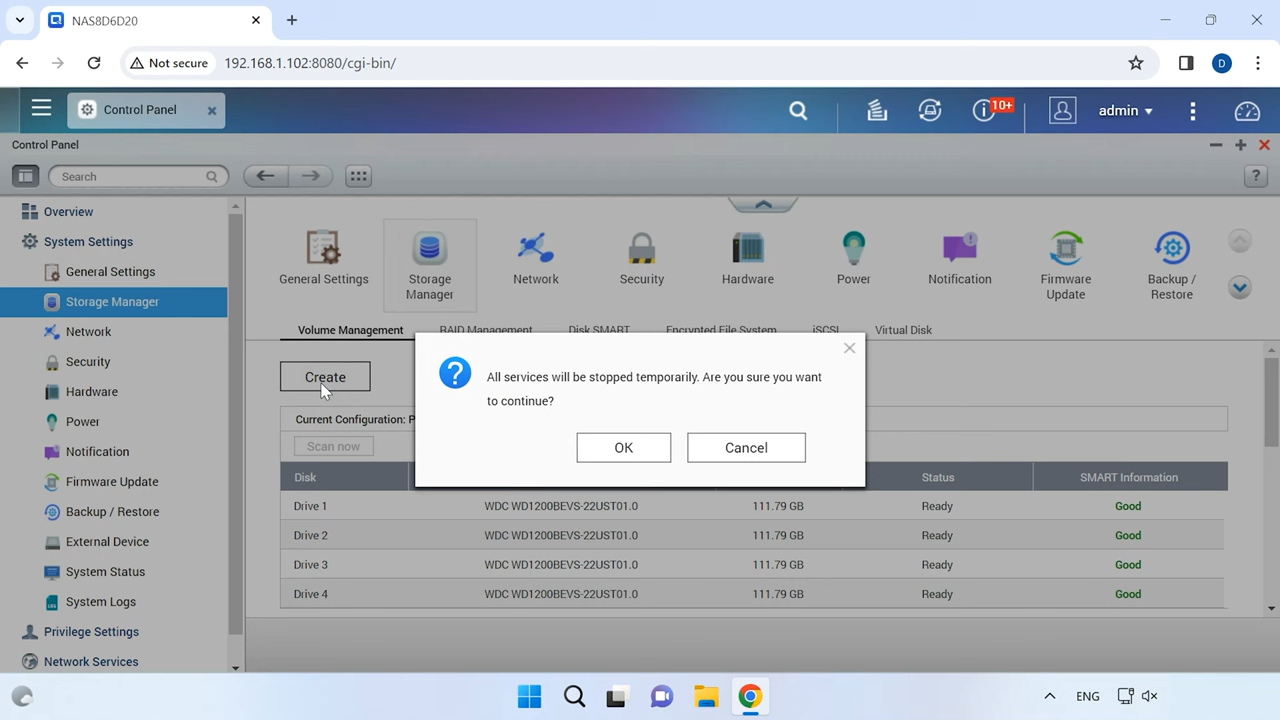 NAS8D6D20
Not secure
192.168.1.102:8080/cgi-bin/
D
Control Panel
10+
admin
Control Panel
Search
?
Overview
System Settings
General Settings
Storage Manager
Network
Security
Hardware
Power
Notification
Firmware Update
Backup / Restore
External Device
System Status
System Logs
Privilege Settings
Network Services
General Settings
Storage
Manager
Network
Security
Hardware
Power
Notification
Firmware
Update
Backup /
Restore
Volume Management
RAID Management
Disk SMART
Encrypted File System
iSCSI
Virtual Disk
Create
?
All services will be stopped temporarily. Are you sure you want
to continue?
OK
Cancel
Current Configuration: P
Scan now
Disk
Status
SMART Information
Drive 1 WDC WD1200BEVS-22UST01.0 111.79 GB Ready Good
Drive 2 WDC WD1200BEVS-22UST01.0 111.79 GB Ready Good
Drive 3 WDC WD1200BEVS-22UST01.0 111.79 GB Ready Good
Drive 4 WDC WD1200BEVS-22UST01.0 111.79 GB Ready Good
ENG